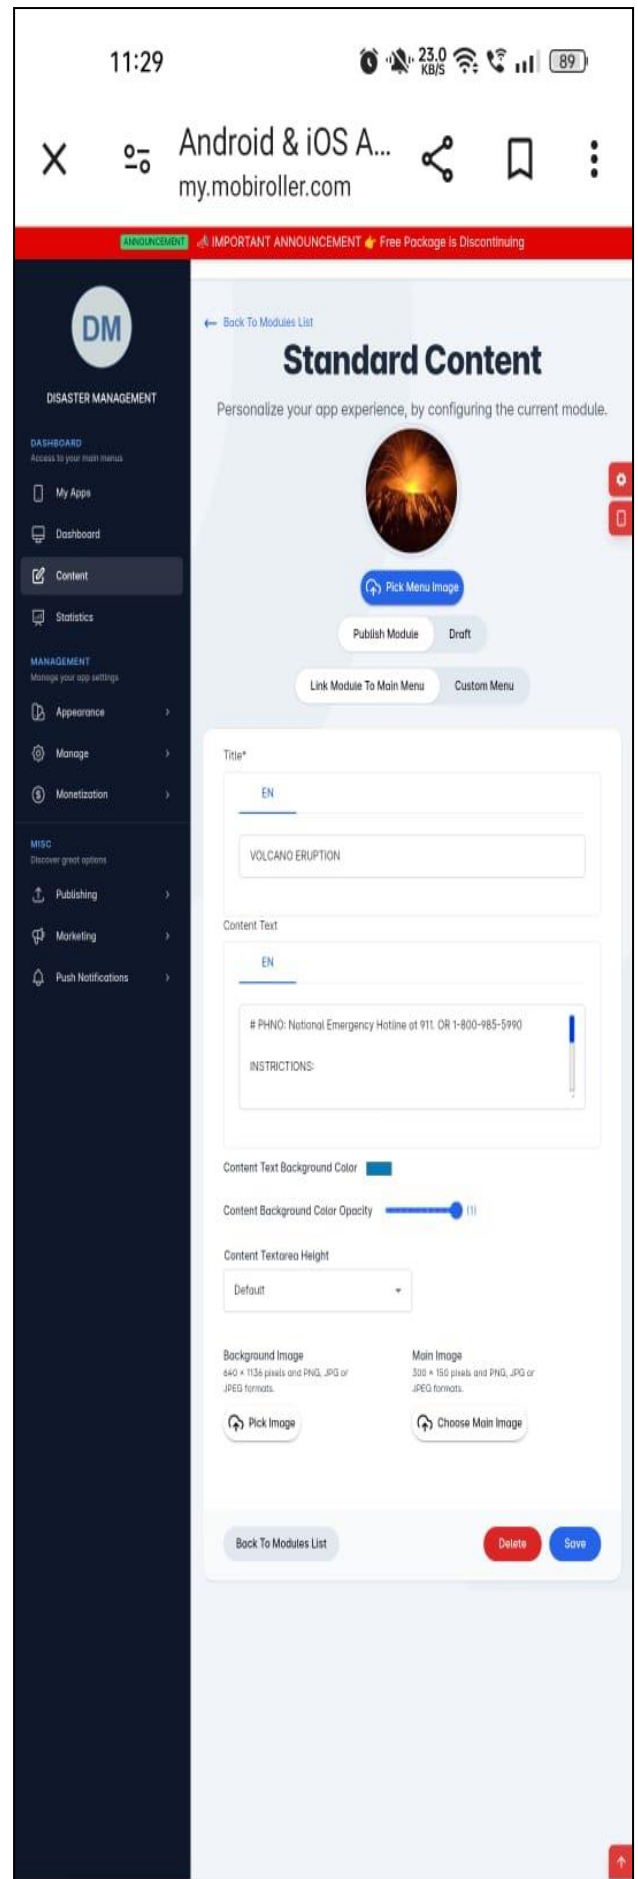 11:29
23.0
KB/S
89
Android & iOS A...
my.mobiroller.com
ANNOUNCEMENT
📣 IMPORTANT ANNOUNCEMENT 👉 Free Package is Discontinuing
DM
DISASTER MANAGEMENT
DASHBOARD
Access to your main menus
My Apps
Dashboard
Content
Statistics
MANAGEMENT
Manage your app settings
Appearance
Manage
Monetization
MISC
Discover great options
Publishing
Marketing
Push Notifications
← Back To Modules List
Standard Content
Personalize your app experience, by configuring the current module.
Pick Menu Image
Publish Module Draft
Link Module To Main Menu Custom Menu
Title*
EN
VOLCANO ERUPTION
Content Text
EN
# PHNO: National Emergency Hotline at 911. OR 1-800-985-5990
INSTRICTIONS:
Content Text Background Color
Content Background Color Opacity (1)
Content Textarea Height
Default
Background Image
640 × 1136 pixels and PNG, JPG or
JPEG formats.
Pick Image
Main Image
300 × 150 pixels and PNG, JPG or
JPEG formats.
Choose Main Image
Back To Modules List
Delete
Save